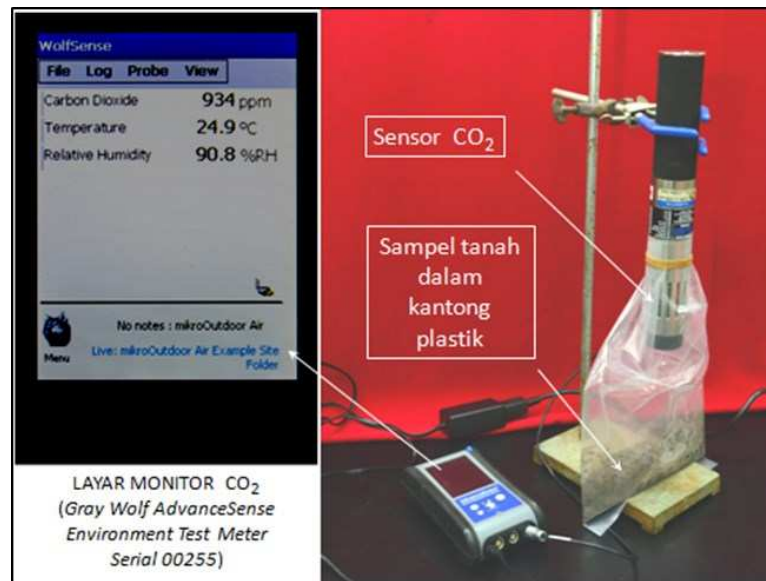 WolfSense
File Log Probe View
Carbon Dioxide 934 ppm
Temperature 24.9 °C
Relative Humidity 90.8 %RH
No notes : mikroOutdoor Air
Menu
Live: mikroOutdoor Air Example Site
Folder
LAYAR MONITOR CO₂
(Gray Wolf AdvanceSense
Environment Test Meter
Serial 00255)
Sensor CO₂
Sampel tanah
dalam
kantong
plastik